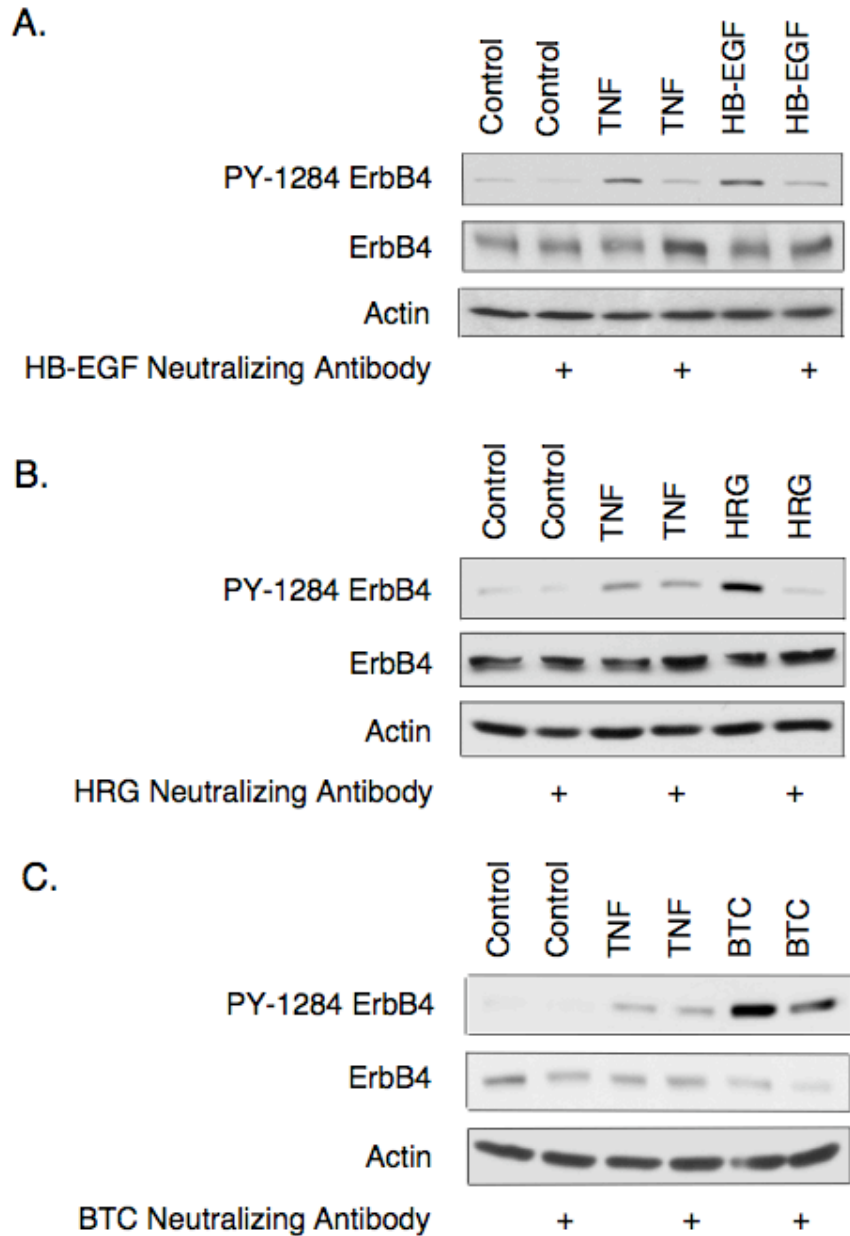 A.
Control Control TNF TNF HB-EGF HB-EGF
PY-1284 ErbB4
ErbB4
Actin
HB-EGF Neutralizing Antibody + + +
B.
Control Control TNF TNF HRG HRG
PY-1284 ErbB4
ErbB4
Actin
HRG Neutralizing Antibody + + +
C.
Control Control TNF TNF BTC BTC
PY-1284 ErbB4
ErbB4
Actin
BTC Neutralizing Antibody + + +